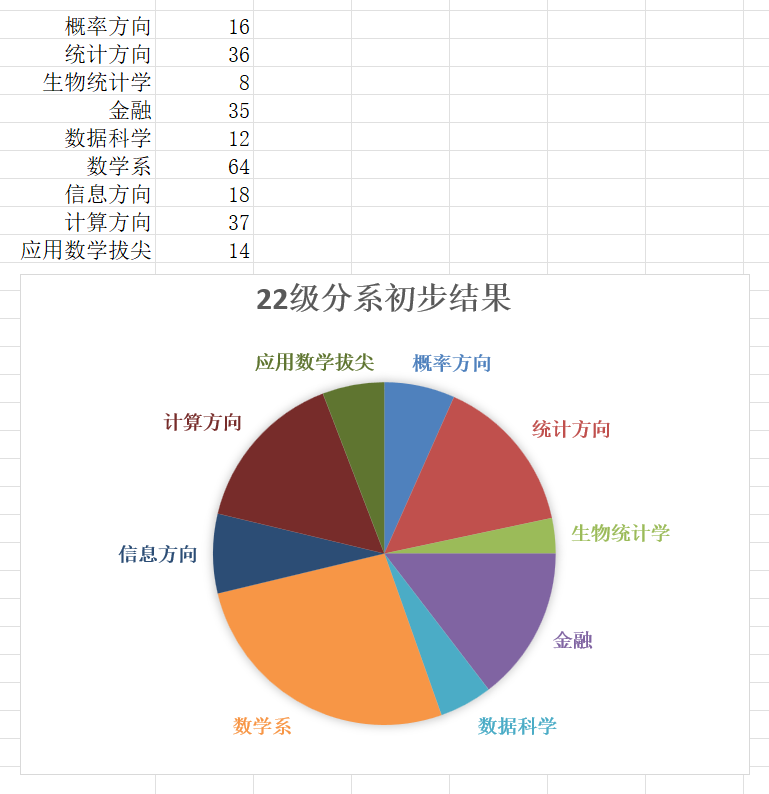 概率方向 16
统计方向 36
生物统计学 8
金融 35
数据科学 12
数学系 64
信息方向 18
计算方向 37
应用数学拔尖 14
22级分系初步结果
应用数学拔尖 概率方向
计算方向 统计方向
生物统计学
信息方向
金融
数学系 数据科学